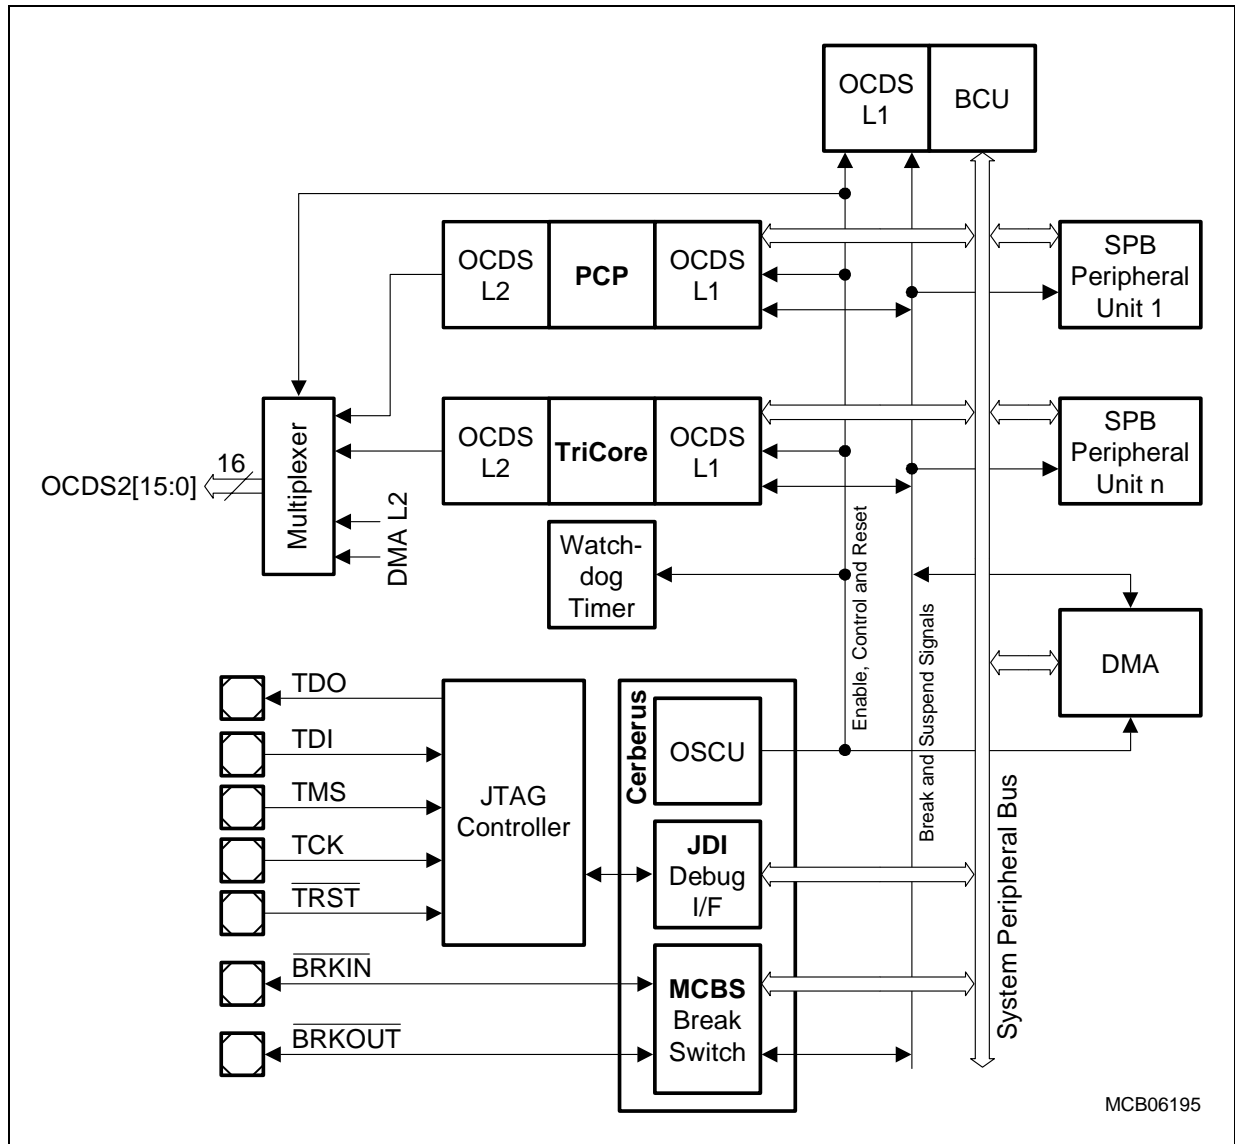 OCDS
L1
BCU
OCDS
L2
PCP
OCDS
L1
SPB
Peripheral
Unit 1
OCDS
L2
TriCore
OCDS
L1
SPB
Peripheral
Unit n
OCDS2[15:0]
16
Multiplexer
DMA L2
Watch-
dog
Timer
Enable, Control and Reset
Break and Suspend Signals
System Peripheral Bus
DMA
TDO
TDI
TMS
TCK
TRST
BRKIN
BRKOUT
JTAG
Controller
Cerberus
OSCU
JDI
Debug
I/F
MCBS
Break
Switch
MCB06195